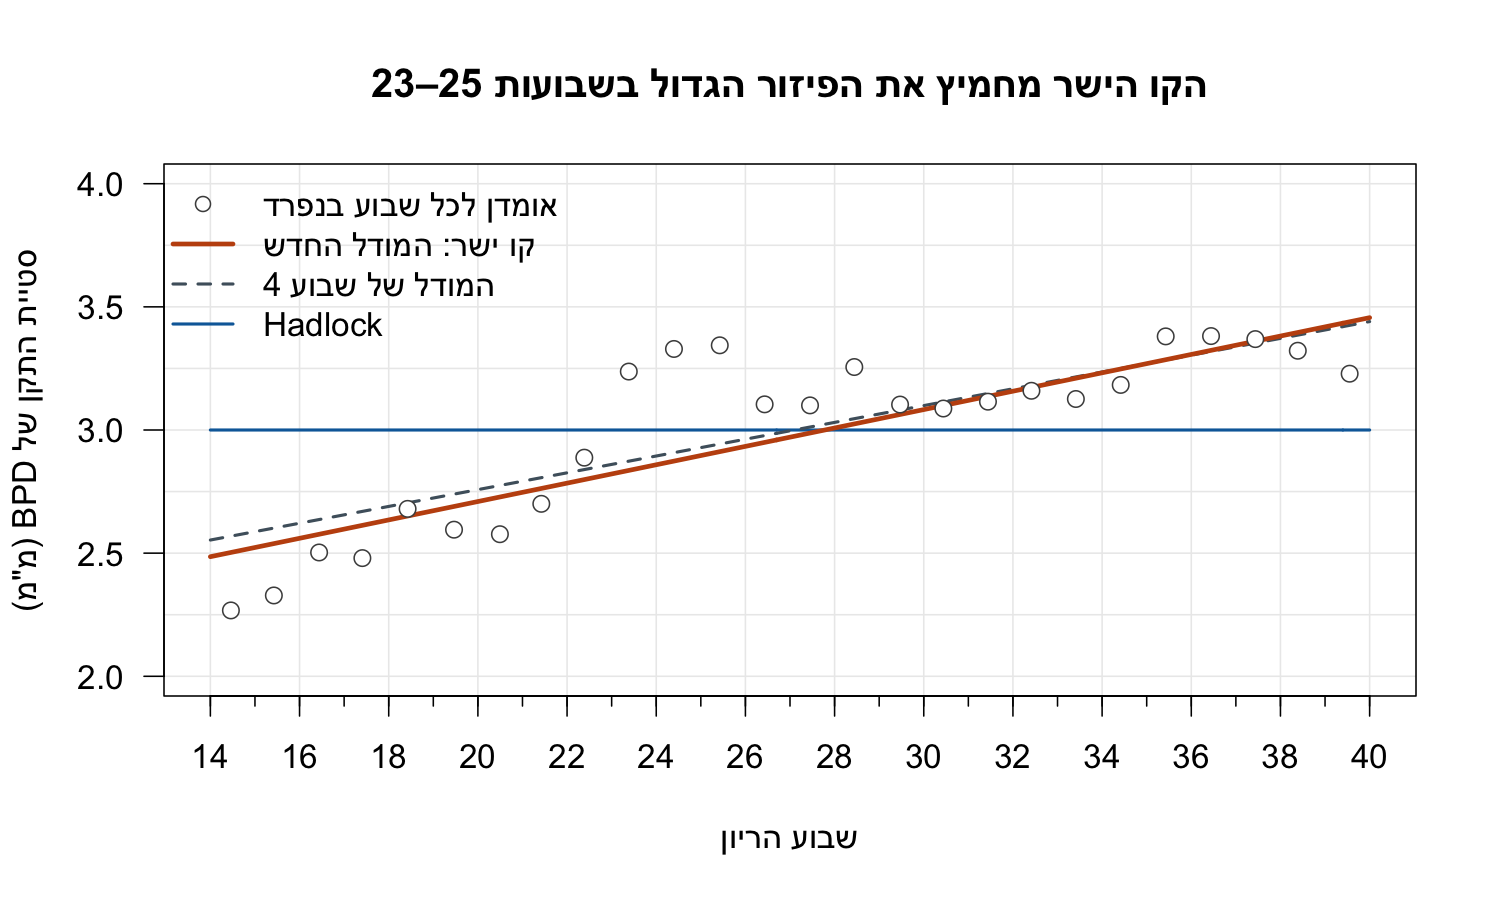 הקו הישר מחמיץ את הפיזור הגדול בשבועות 23–25
אומדן לכל שבוע בנפרד
קו ישר: המודל החדש
המודל של שבוע 4
Hadlock
סטיית התקן של BPD (מ"מ)
4.0
3.5
3.0
2.5
2.0
14 16 18 20 22 24 26 28 30 32 34 36 38 40
שבוע הריון